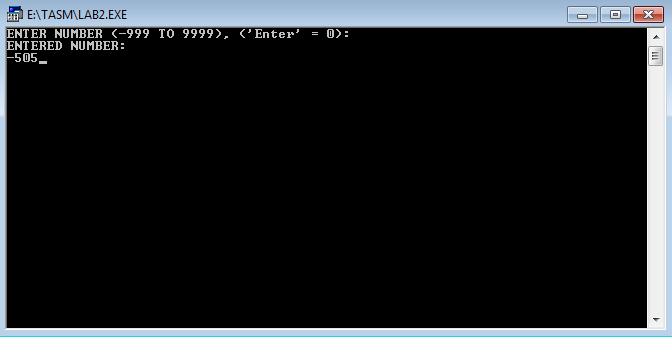 E:\TASM\LAB2.EXE
ENTER NUMBER (-999 TO 9999), ('Enter' = 0):
ENTERED NUMBER:
-505_